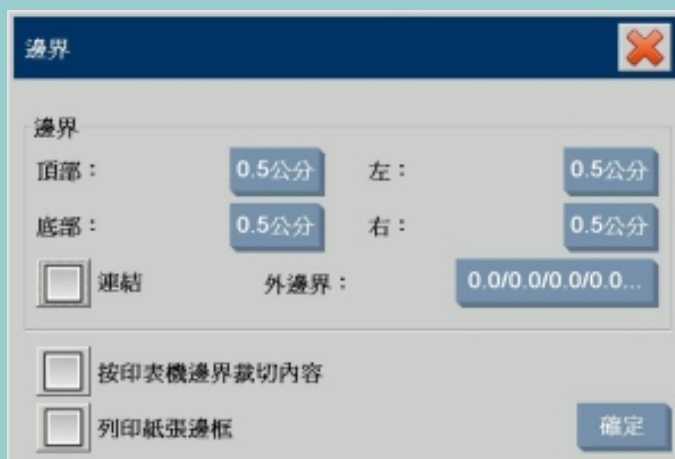 邊界
邊界
頂部： 0.5公分 左： 0.5公分
底部： 0.5公分 右： 0.5公分
連結 外邊界： 0.0/0.0/0.0/0.0...
按印表機邊界裁切內容
列印紙張邊框 確定